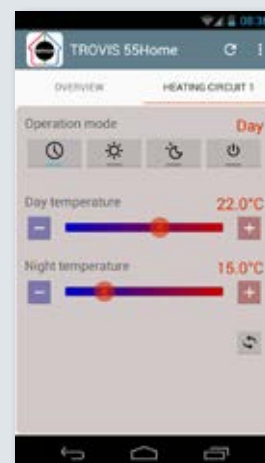 TROVIS 55Home
OVERVIEW
HEATING CIRCUIT 1
Operation mode
Day
Day temperature
22.0°C
Night temperature
15.0°C